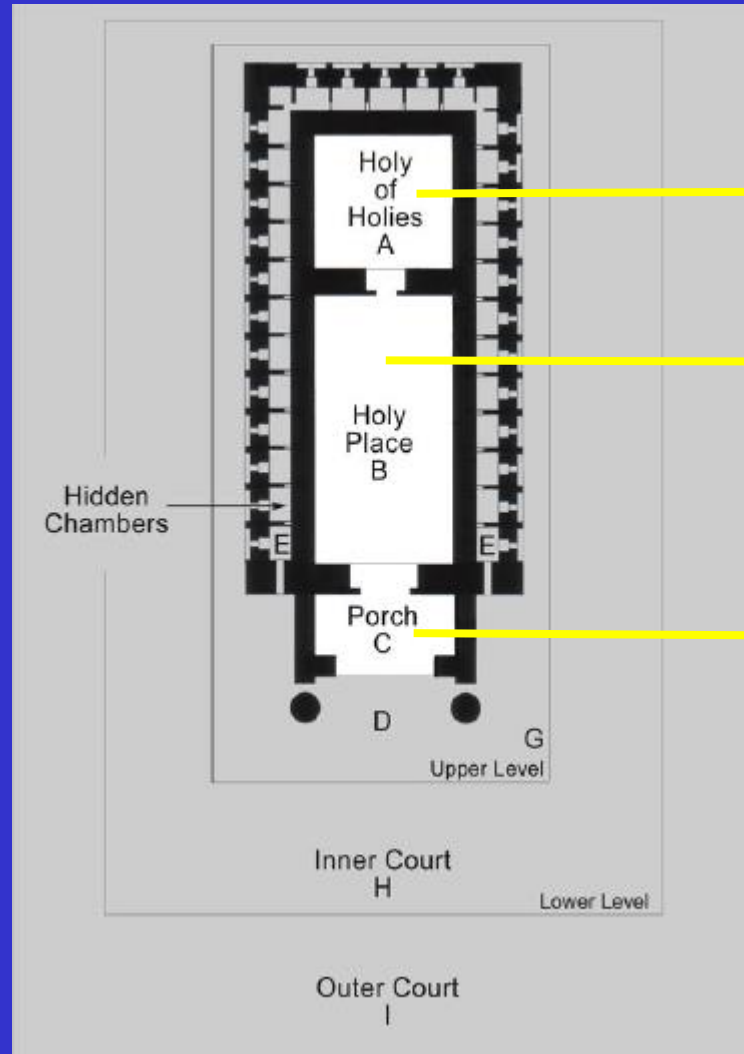 Holy
of
Holies
A
Holy
Place
B
Hidden
Chambers
E
E
Porch
C
D
G
Upper Level
Inner Court
H
Lower Level
Outer Court
I